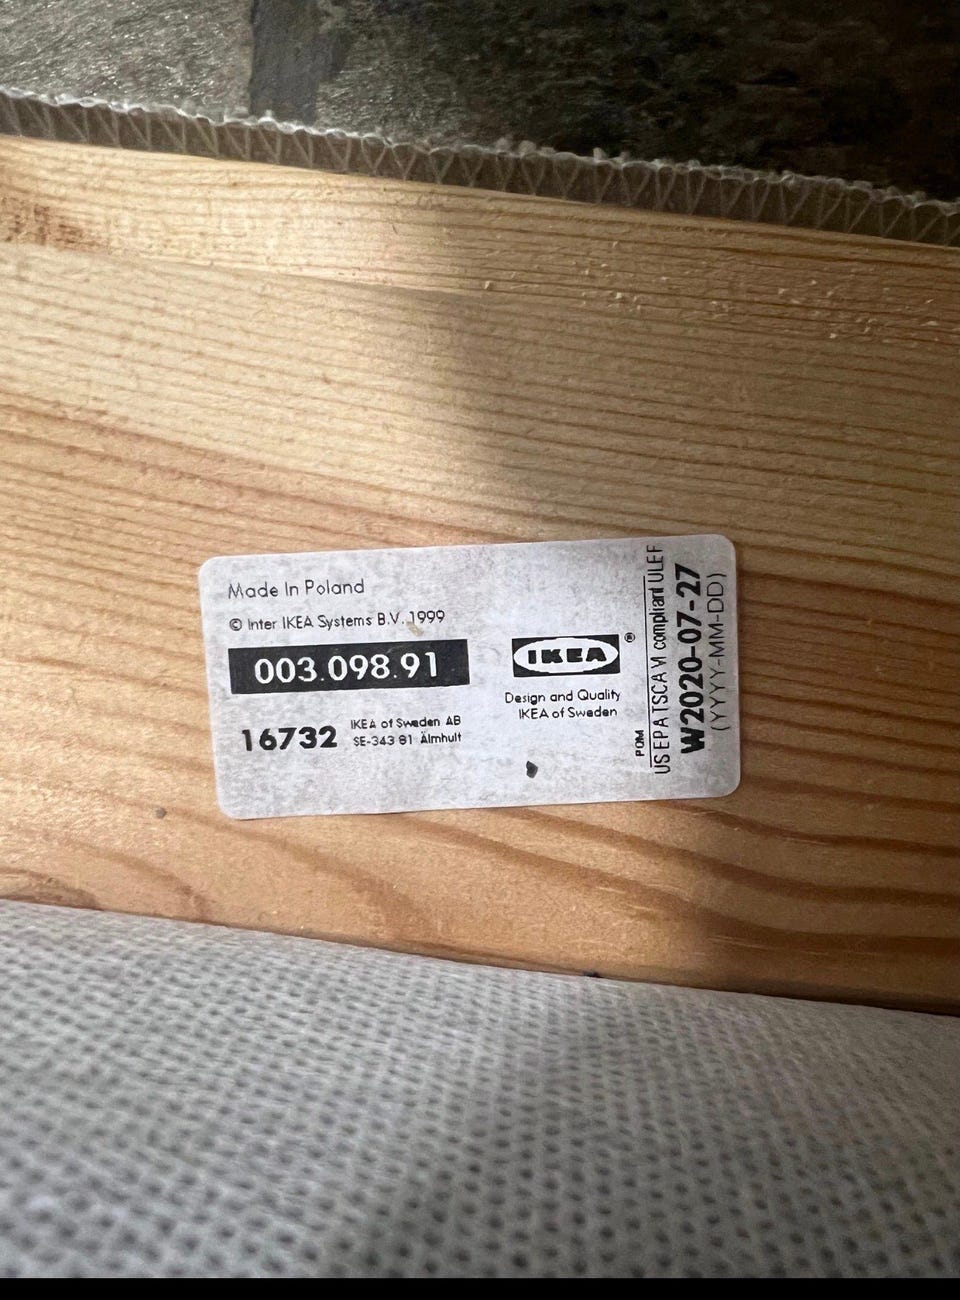 Made In Poland
© Inter IKEA Systems B.V. 1999
003.098.91
16732
IKEA of Sweden AB
SE-343 81 Älmhult
IKEA®
Design and Quality
IKEA of Sweden
POM
US EPA TSCA VI compliant ULEF
W2020-07-27
(YYYY-MM-DD)